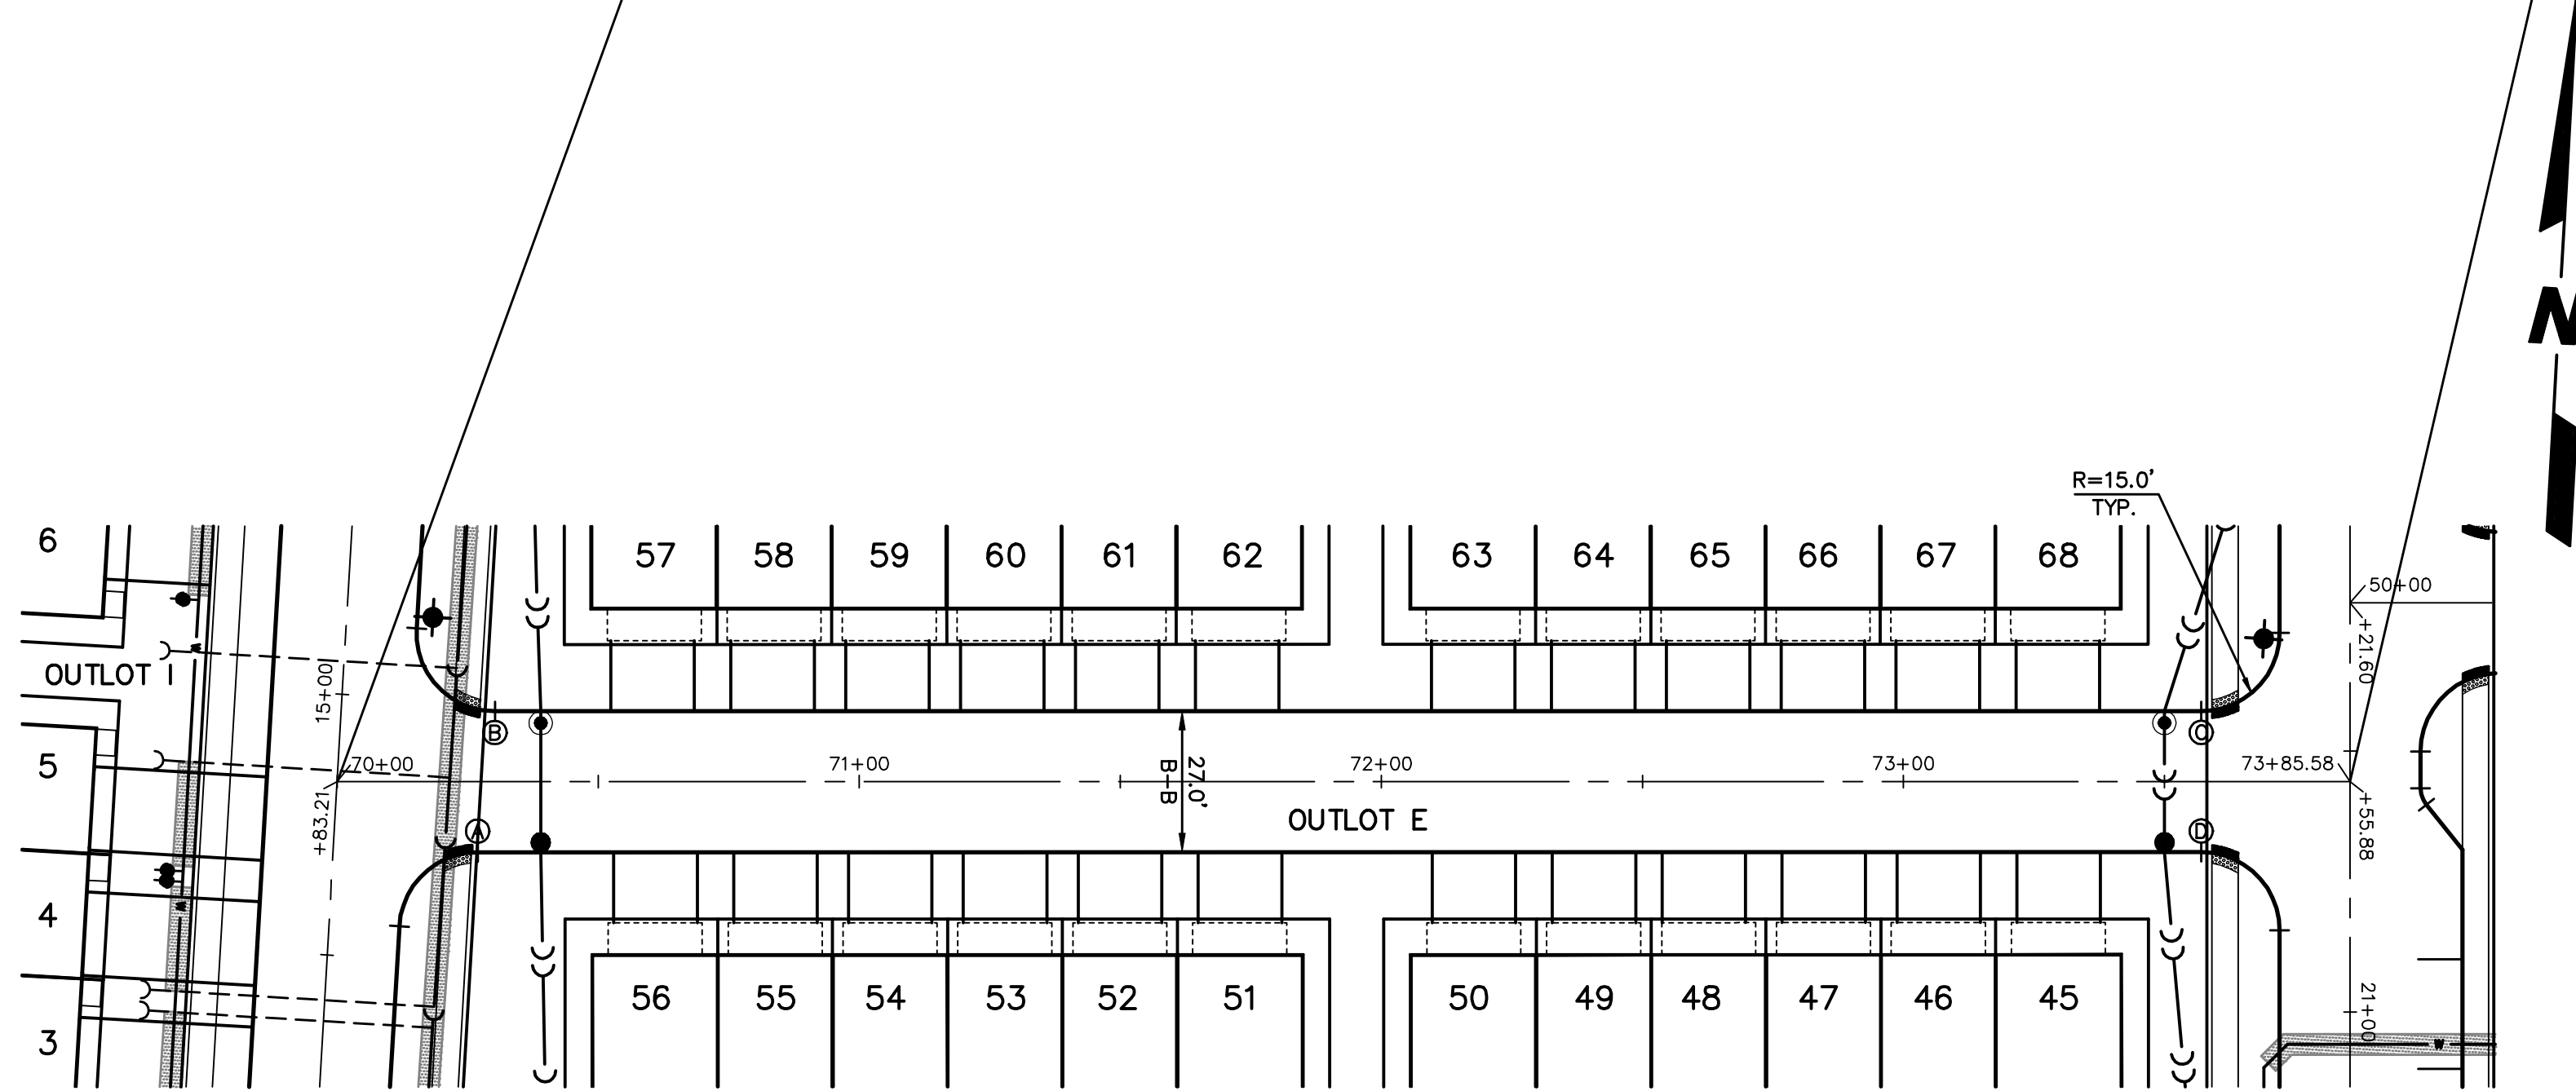 N
R=15.0'
TYP.
6
57 58 59 60 61 62 63 64 65 66 67 68
50+00
+21.60
OUTLOT I
W
15+00
B
C
70+00 71+00 72+00 73+00 73+85.58
5
27.0'
B-B
+83.21
OUTLOT E
A
D
+55.88
4
W
56 55 54 53 52 51 50 49 48 47 46 45
21+00
3
W